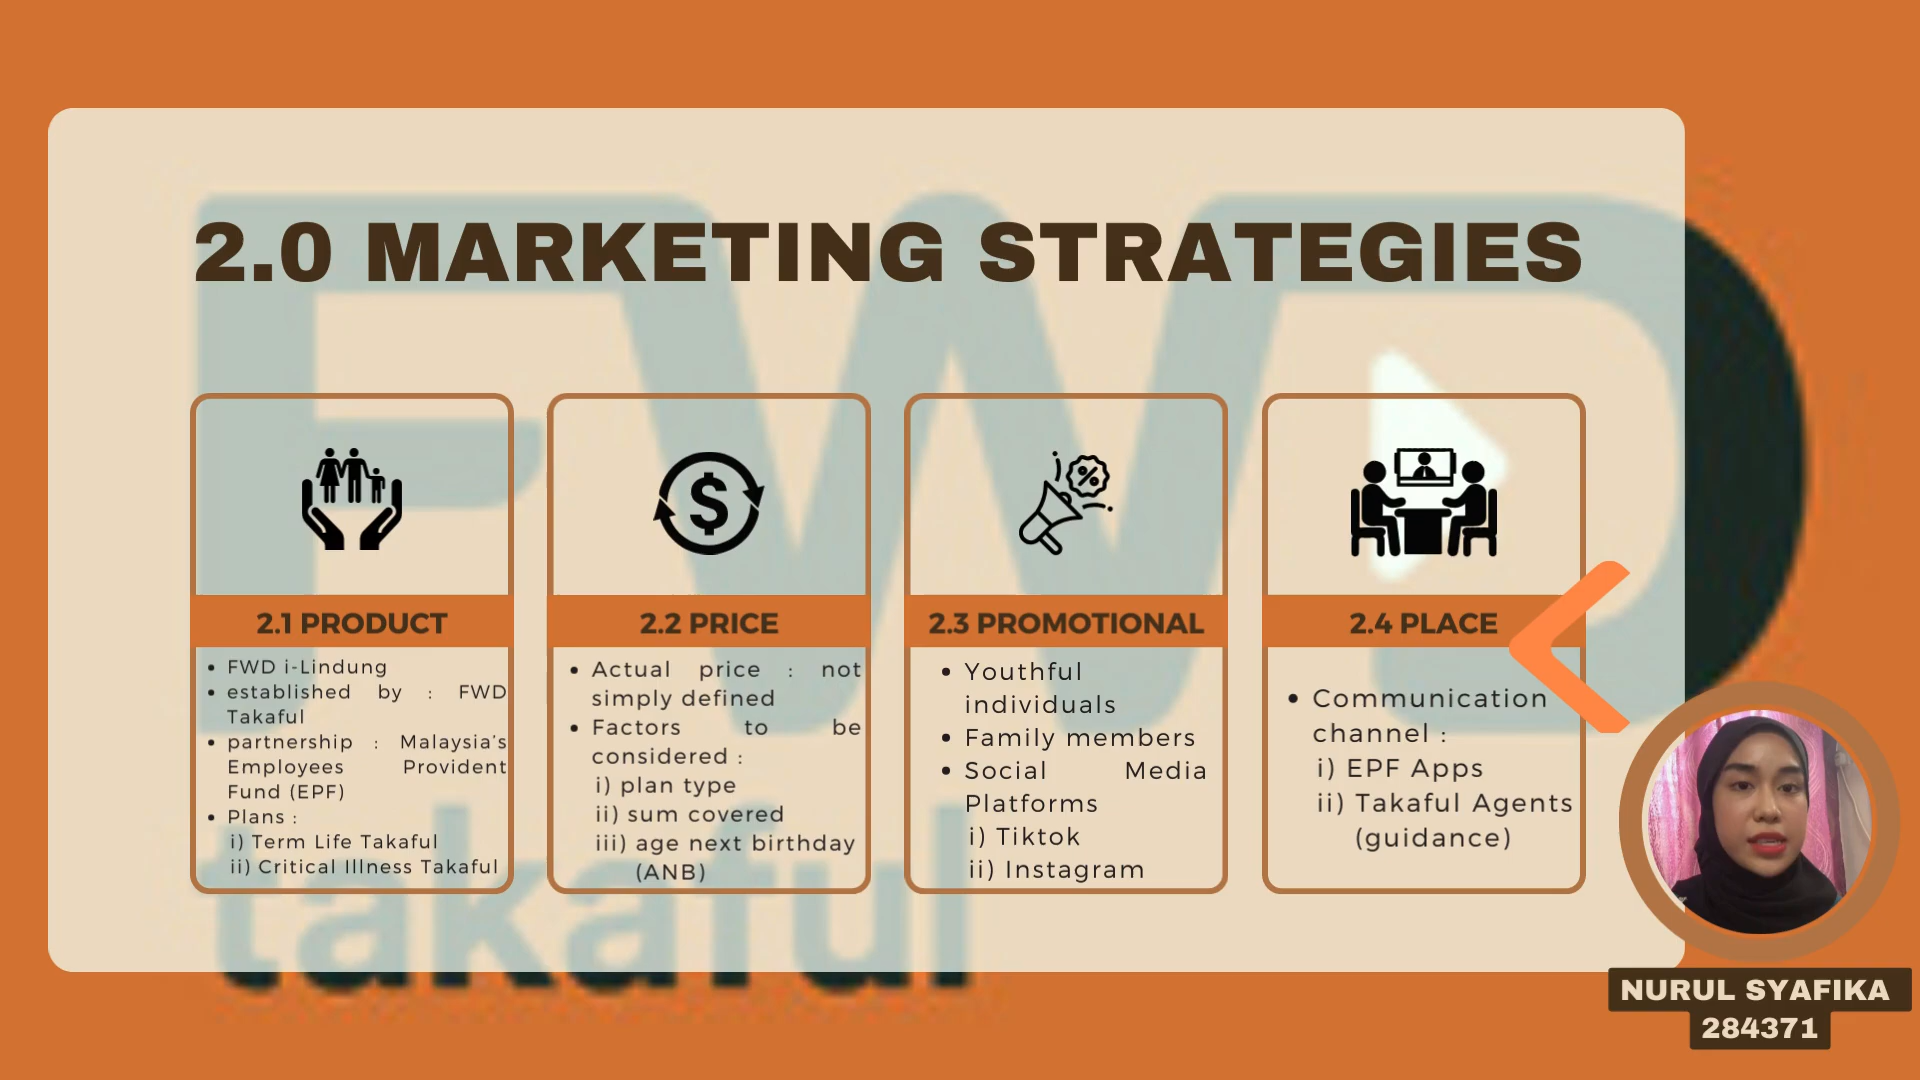 FWD
takaful
2.0 MARKETING STRATEGIES
$
%
2.1 PRODUCT
• FWD i-Lindung
• established by : FWD
Takaful
• partnership : Malaysia's
Employees Provident
Fund (EPF)
• Plans :
i) Term Life Takaful
ii) Critical Illness Takaful
2.2 PRICE
• Actual price : not
simply defined
• Factors to be
considered :
i) plan type
ii) sum covered
iii) age next birthday
(ANB)
2.3 PROMOTIONAL
• Youthful
individuals
• Family members
• Social Media
Platforms
i) Tiktok
ii) Instagram
2.4 PLACE
• Communication
channel :
i) EPF Apps
ii) Takaful Agents
(guidance)
NURUL SYAFIKA
284371